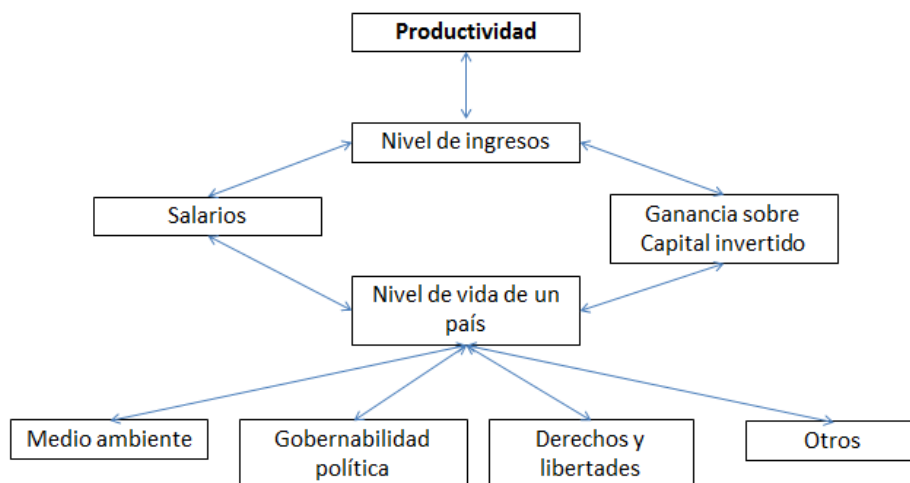 Productividad
Nivel de ingresos
Salarios
Ganancia sobre
Capital invertido
Nivel de vida de un
país
Medio ambiente
Gobernabilidad
política
Derechos y
libertades
Otros